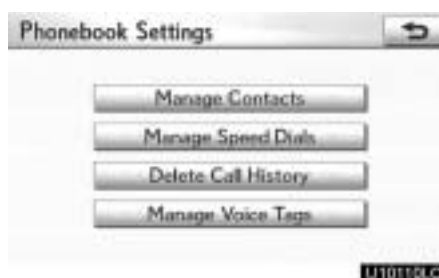 Phonebook Settings
Manage Contacts
Manage Speed Dials
Delete Call History
Manage Voice Tags